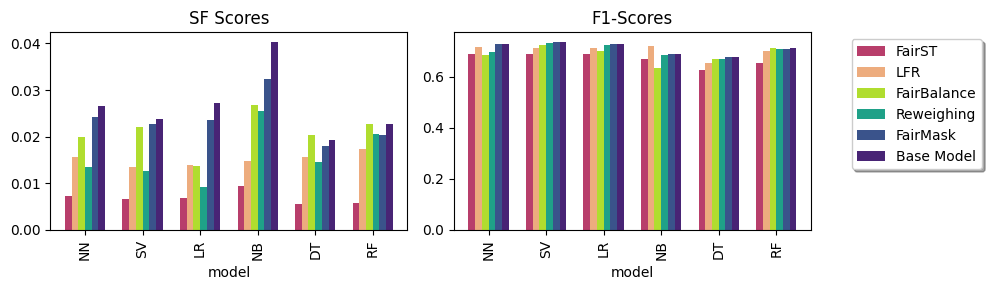 SF Scores
0.04
0.03
0.02
0.01
0.00
NN
SV
LR
NB
DT
RF
model
F1-Scores
0.6
0.4
0.2
0.0
NN
SV
LR
NB
DT
RF
model
FairST
LFR
FairBalance
Reweighing
FairMask
Base Model